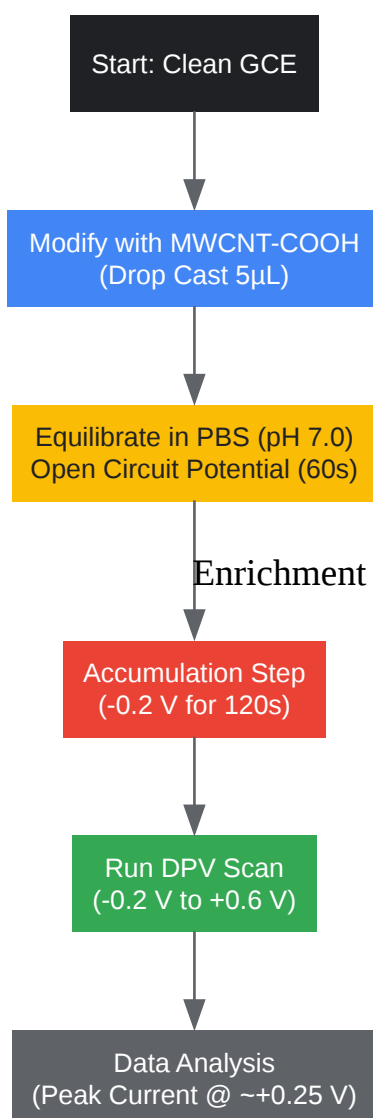 Start: Clean GCE
Modify with MWCNT-COOH
(Drop Cast 5µL)
Equilibrate in PBS (pH 7.0)
Open Circuit Potential (60s)
Enrichment
Accumulation Step
(-0.2 V for 120s)
Run DPV Scan
(-0.2 V to +0.6 V)
Data Analysis
(Peak Current @ ~+0.25 V)